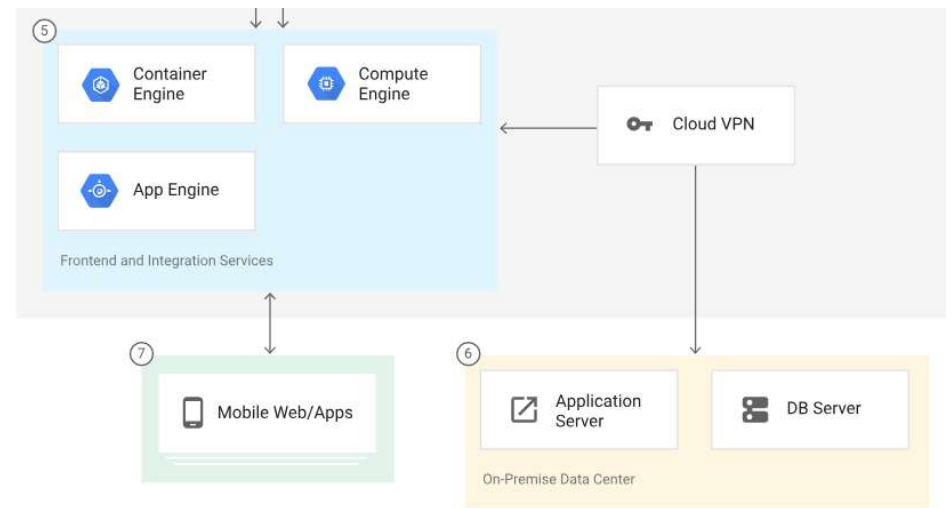 5
Container
Engine
Compute
Engine
Cloud VPN
App Engine
Frontend and Integration Services
7
6
Mobile Web/Apps
Application
Server
DB Server
On-Premise Data Center